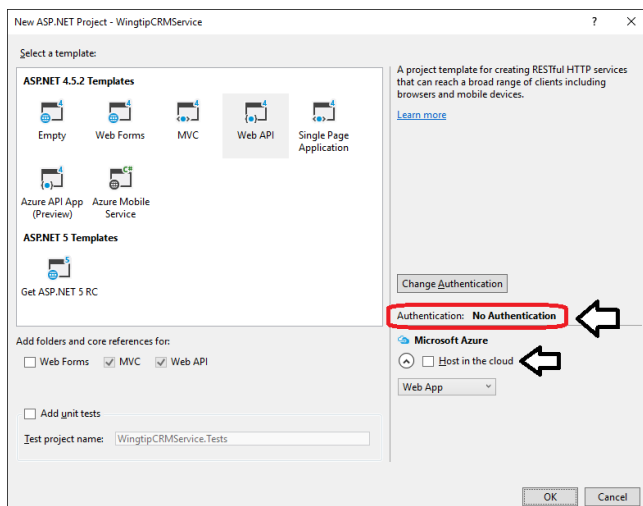 New ASP.NET Project - WingtipCRMService
Select a template:
ASP.NET 4.5.2 Templates
Empty
Web Forms
MVC
Web API
Single Page
Application
Azure API App
(Preview)
Azure Mobile
Service
ASP.NET 5 Templates
Get ASP.NET 5 RC
A project template for creating RESTful HTTP services
that can reach a broad range of clients including
browsers and mobile devices.
Learn more
Change Authentication
Authentication: No Authentication
Microsoft Azure
Host in the cloud
Web App
Add folders and core references for:
Web Forms MVC Web API
Add unit tests
Test project name: WingtipCRMService.Tests
OK Cancel